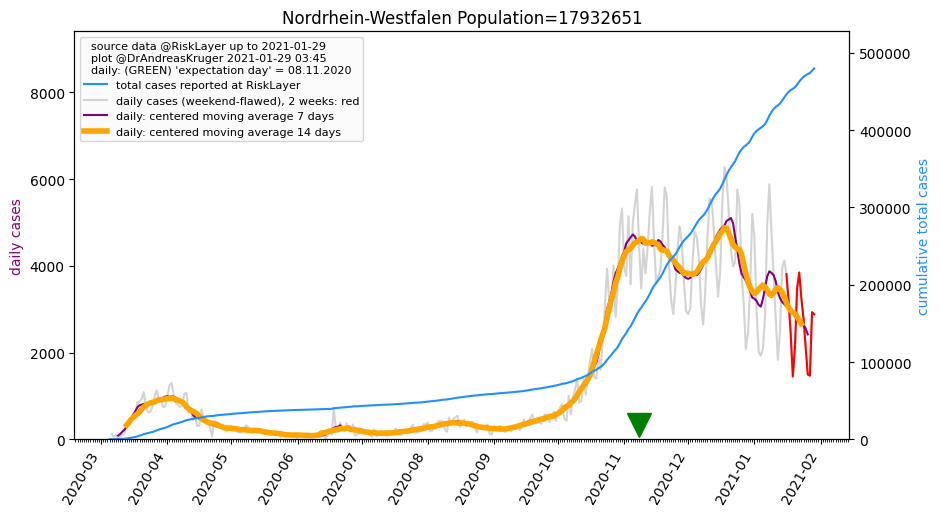 Nordrhein-Westfalen Population=17932651
source data @RiskLayer up to 2021-01-29
plot @DrAndreasKruger 2021-01-29 03:45
daily: (GREEN) 'expectation day' = 08.11.2020
total cases reported at RiskLayer
daily cases (weekend-flawed), 2 weeks: red
daily: centered moving average 7 days
daily: centered moving average 14 days
daily cases
8000
6000
4000
2000
0
cumulative total cases
500000
400000
300000
200000
100000
0
2020-03
2020-04
2020-05
2020-06
2020-07
2020-08
2020-09
2020-10
2020-11
2020-12
2021-01
2021-02